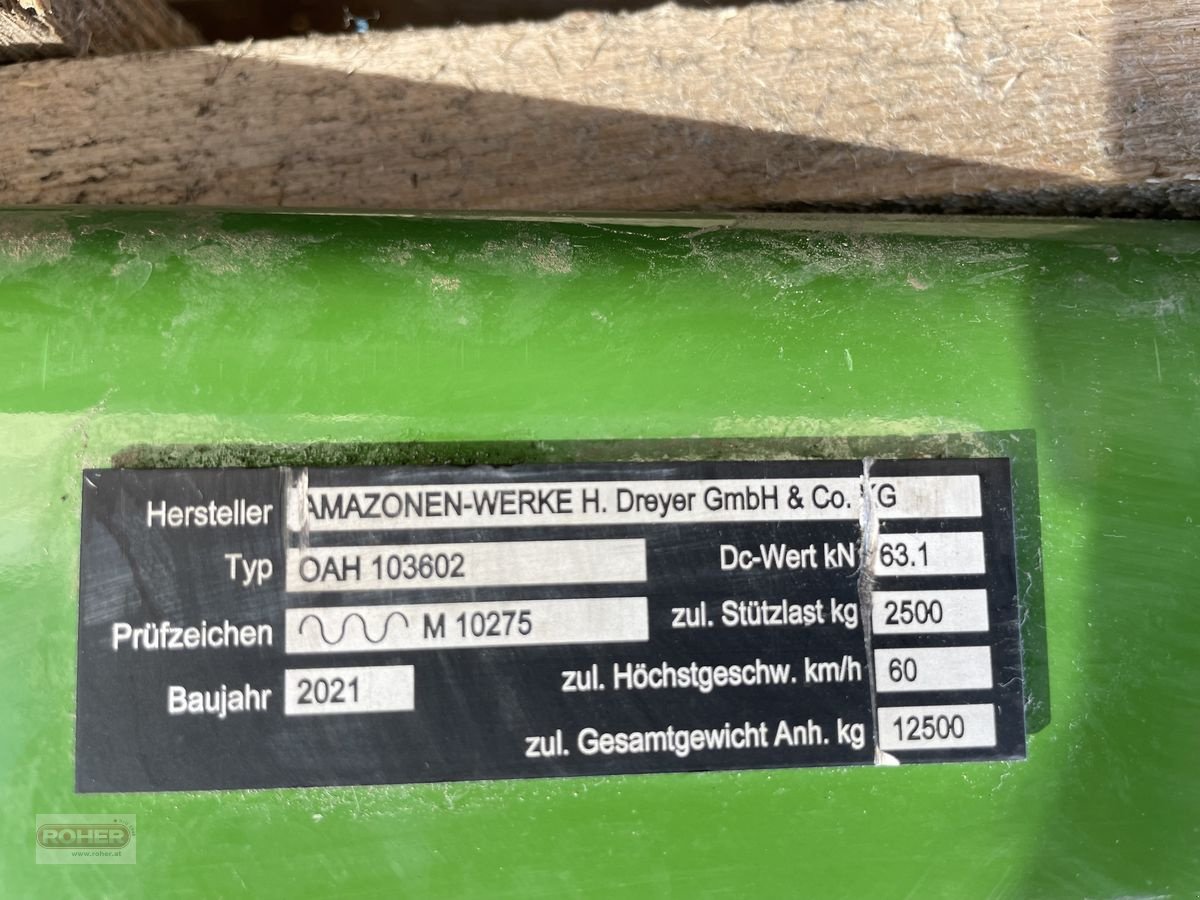 Hersteller AMAZONEN-WERKE H. Dreyer GmbH & Co. KG
Typ OAH 103602 Dc-Wert kN 63.1
Prüfzeichen M 10275 zul. Stützlast kg 2500
Baujahr 2021 zul. Höchstgeschw. km/h 60
zul. Gesamtgewicht Anh. kg 12500
ROHER
www.roher.at